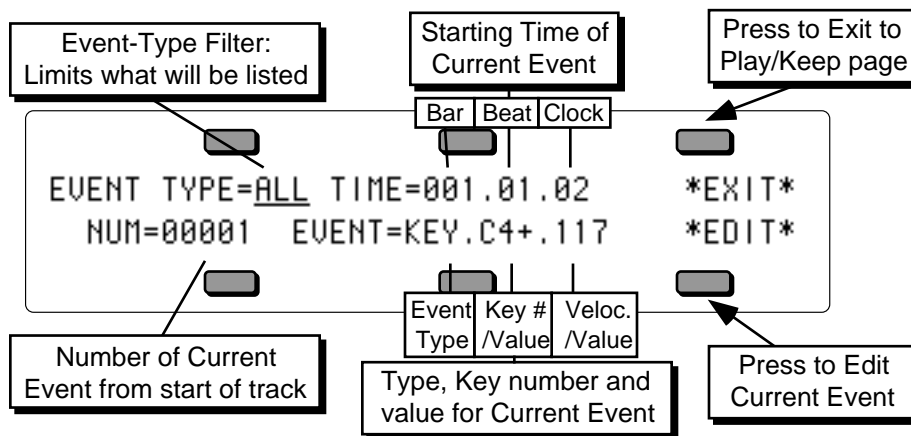 Event-Type Filter:
Limits what will be listed
Starting Time of
Current Event
Press to Exit to
Play/Keep page
Bar Beat Clock
EVENT TYPE=ALL TIME=001.01.02 *EXIT*
NUM=00001 EVENT=KEY.C4+.117 *EDIT*
Event Type
Key # /Value
Veloc. /Value
Number of Current
Event from start of track
Type, Key number and
value for Current Event
Press to Edit
Current Event